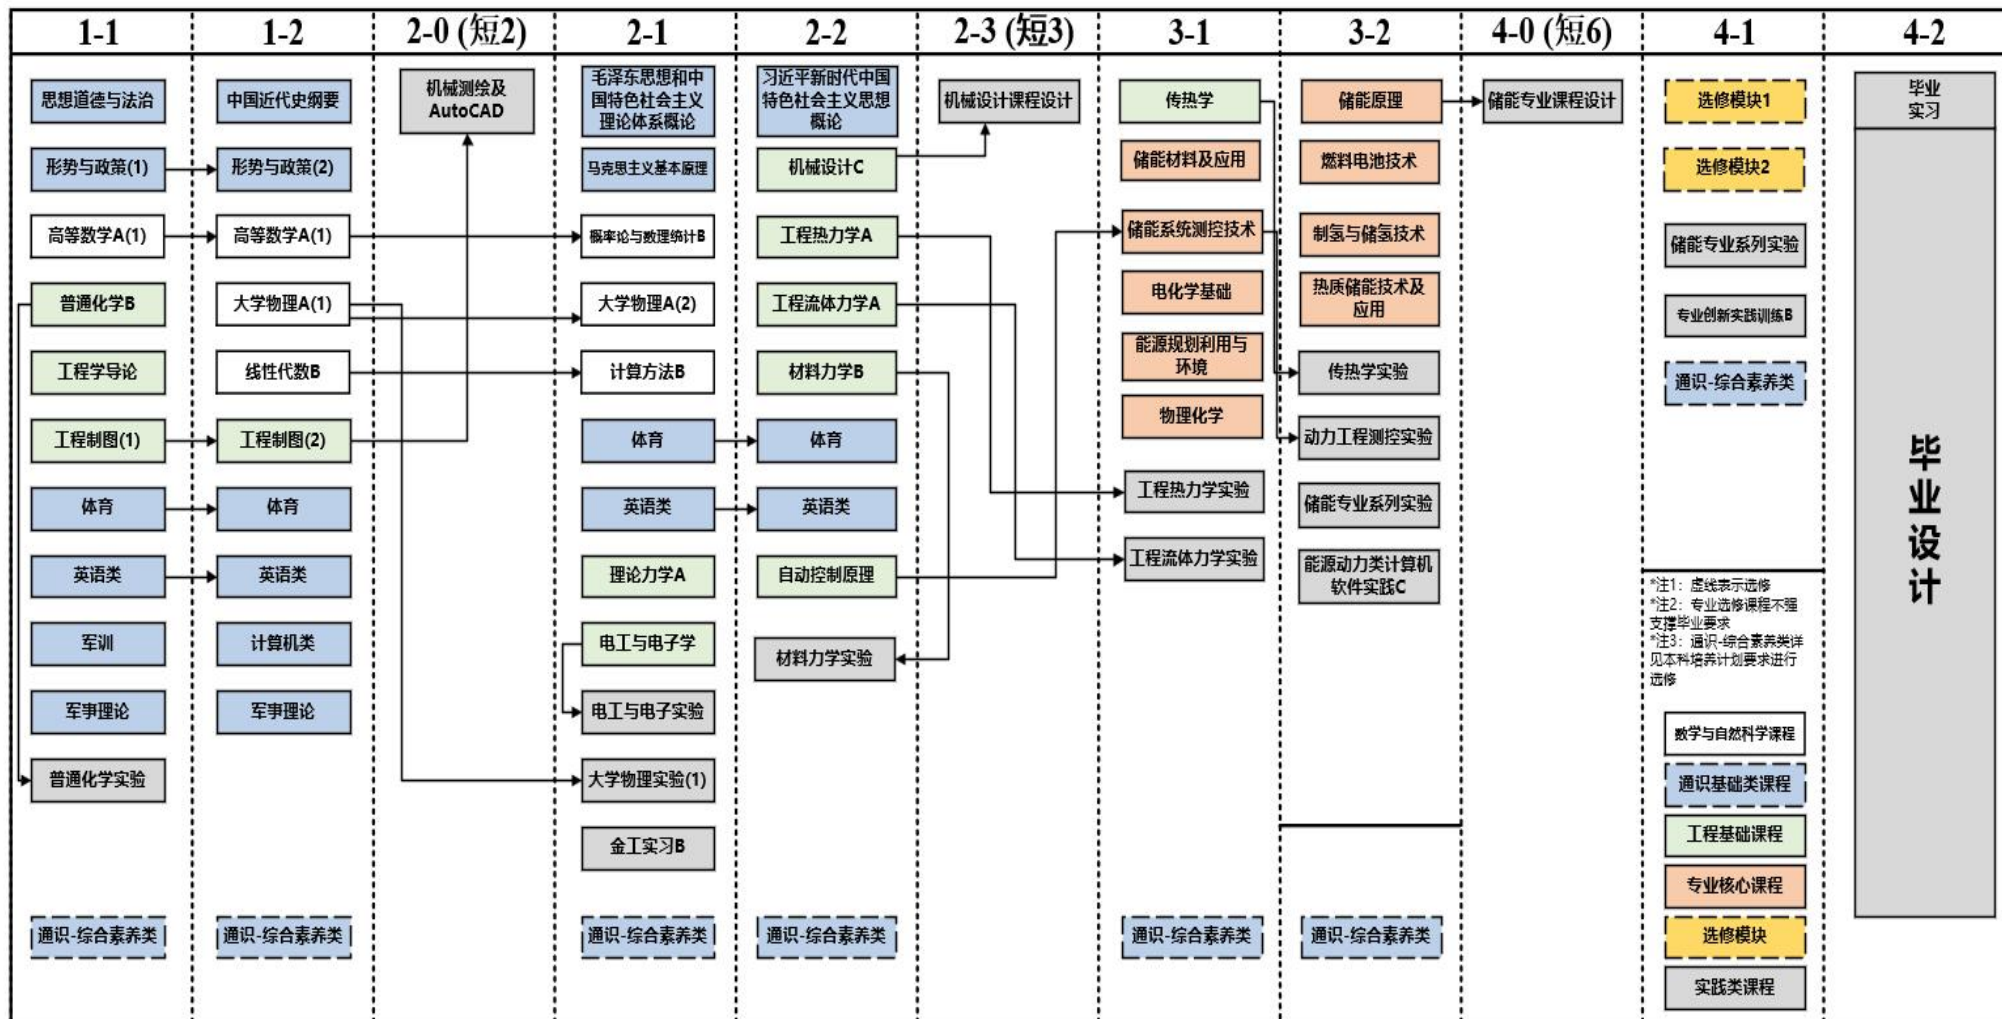 1-1
1-2
2-0 (短2)
2-1
2-2
2-3 (短3)
3-1
3-2
4-0 (短6)
4-1
4-2
思想道德与法治
形势与政策(1)
高等数学A(1)
普通化学B
工程学导论
工程制图(1)
体育
英语类
军训
军事理论
普通化学实验
通识-综合素养类
中国近代史纲要
形势与政策(2)
高等数学A(1)
大学物理A(1)
线性代数B
工程制图(2)
体育
英语类
计算机类
军事理论
通识-综合素养类
机械测绘及
AutoCAD
毛泽东思想和中
国特色社会主义
理论体系概论
马克思主义基本原理
概率论与数理统计B
大学物理A(2)
计算方法B
体育
英语类
理论力学A
电工与电子学
电工与电子实验
大学物理实验(1)
金工实习B
通识-综合素养类
习近平新时代中国
特色社会主义思想
概论
机械设计C
工程热力学A
工程流体力学A
材料力学B
体育
英语类
自动控制原理
材料力学实验
通识-综合素养类
机械设计课程设计
传热学
储能材料及应用
储能系统测控技术
电化学基础
能源规划利用与
环境
物理化学
工程热力学实验
工程流体力学实验
通识-综合素养类
储能原理
燃料电池技术
制氢与储氢技术
热质储能技术及
应用
传热学实验
动力工程测控实验
储能专业系列实验
能源动力类计算机
软件实践C
通识-综合素养类
储能专业课程设计
选修模块1
选修模块2
储能专业系列实验
专业创新实践训练B
通识-综合素养类
*注1：虚线表示选修
*注2：专业选修课程不强
支撑毕业要求
*注3：通识-综合素养类详
见本科培养计划要求进行
选修
数学与自然科学课程
通识基础类课程
工程基础课程
专业核心课程
选修模块
实践类课程
毕业
实习
毕
业
设
计